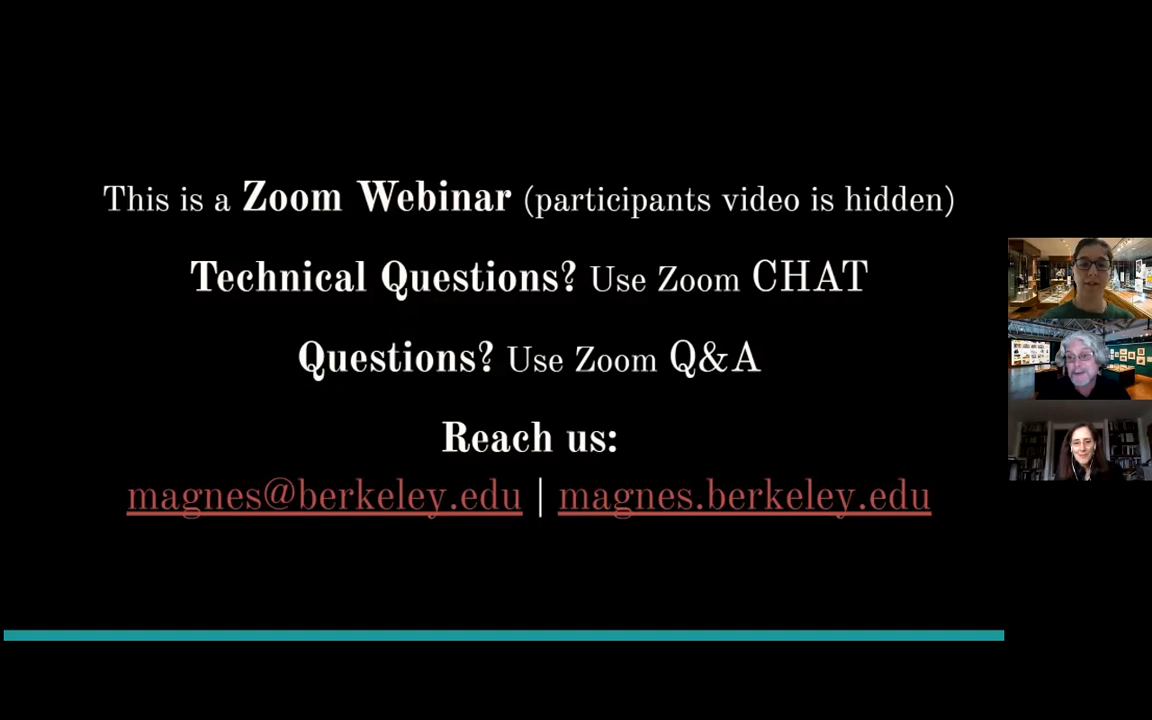 This is a Zoom Webinar (participants video is hidden)
Technical Questions? Use Zoom CHAT
Questions? Use Zoom Q&A
Reach us:
magnes@berkeley.edu | magnes.berkeley.edu